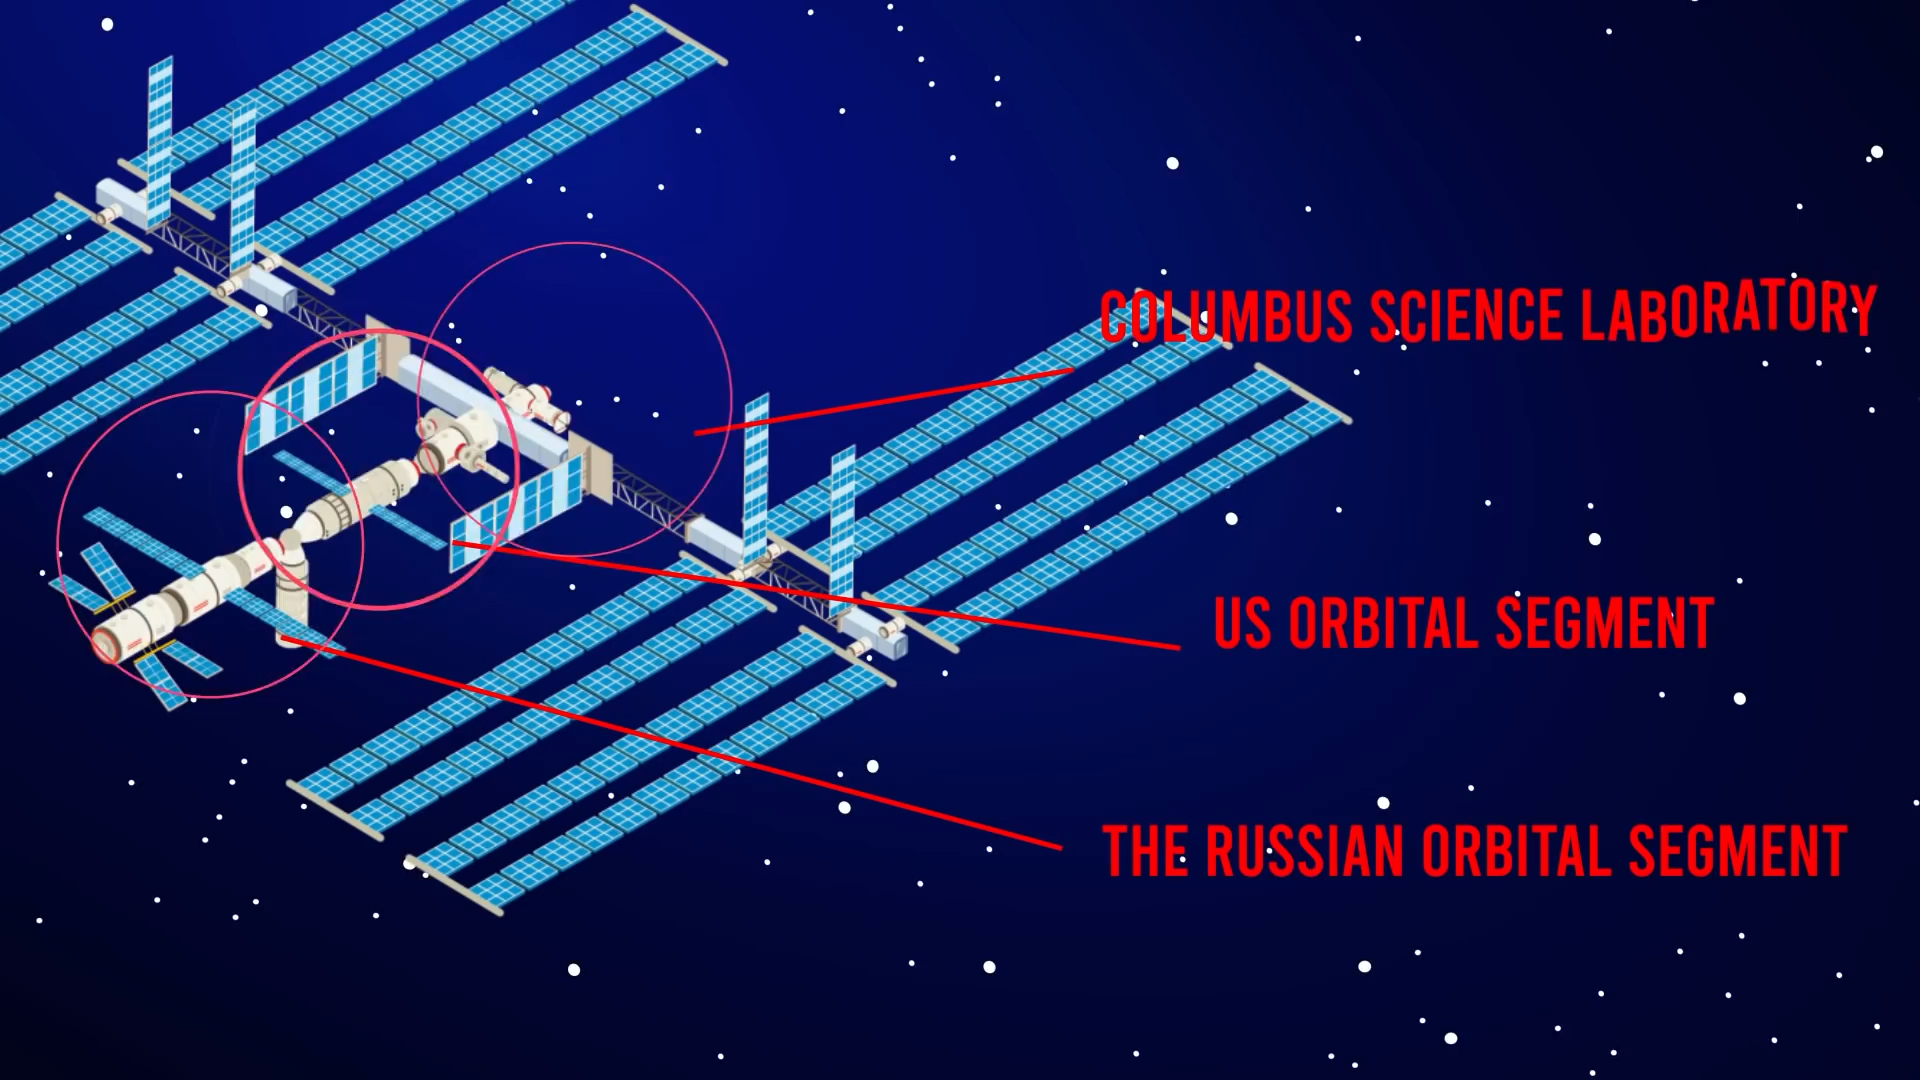 COLUMBUS SCIENCE LABORATORY
US ORBITAL SEGMENT
THE RUSSIAN ORBITAL SEGMENT